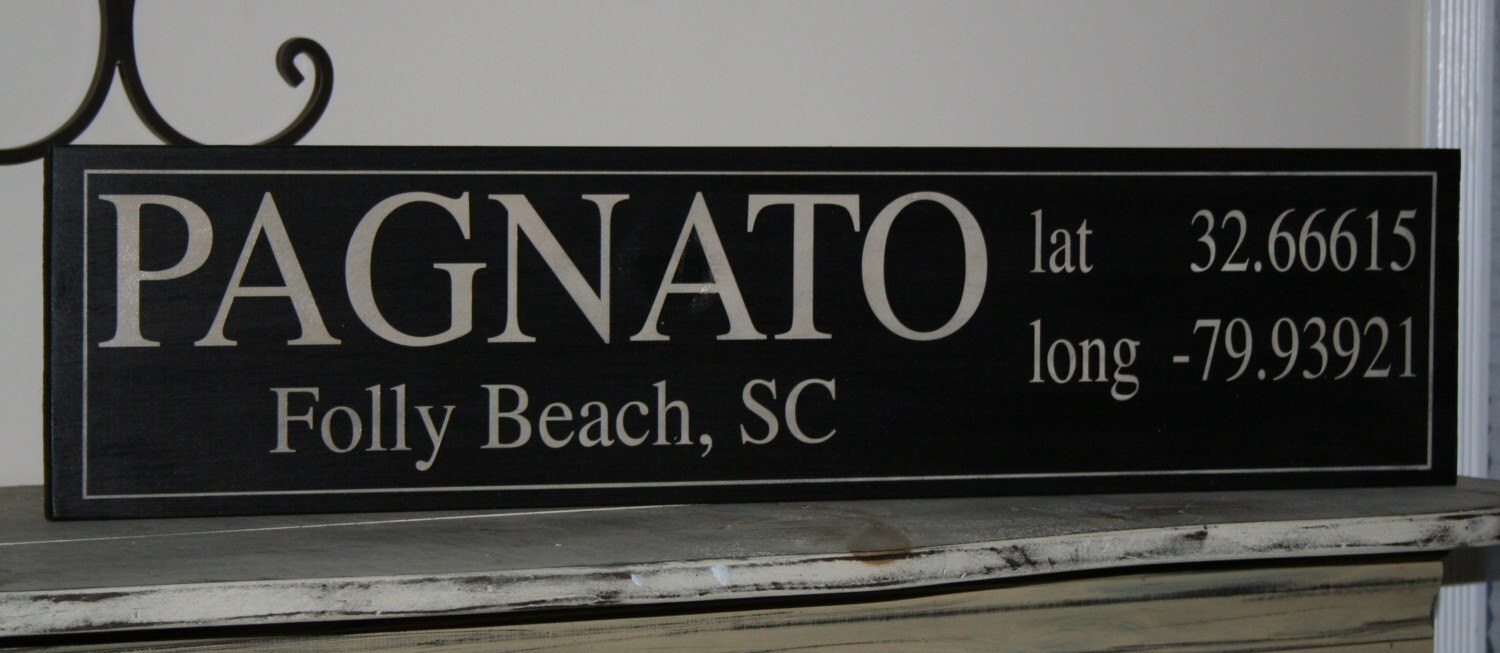 PAGNATO
Folly Beach, SC
lat 32.66615
long -79.93921